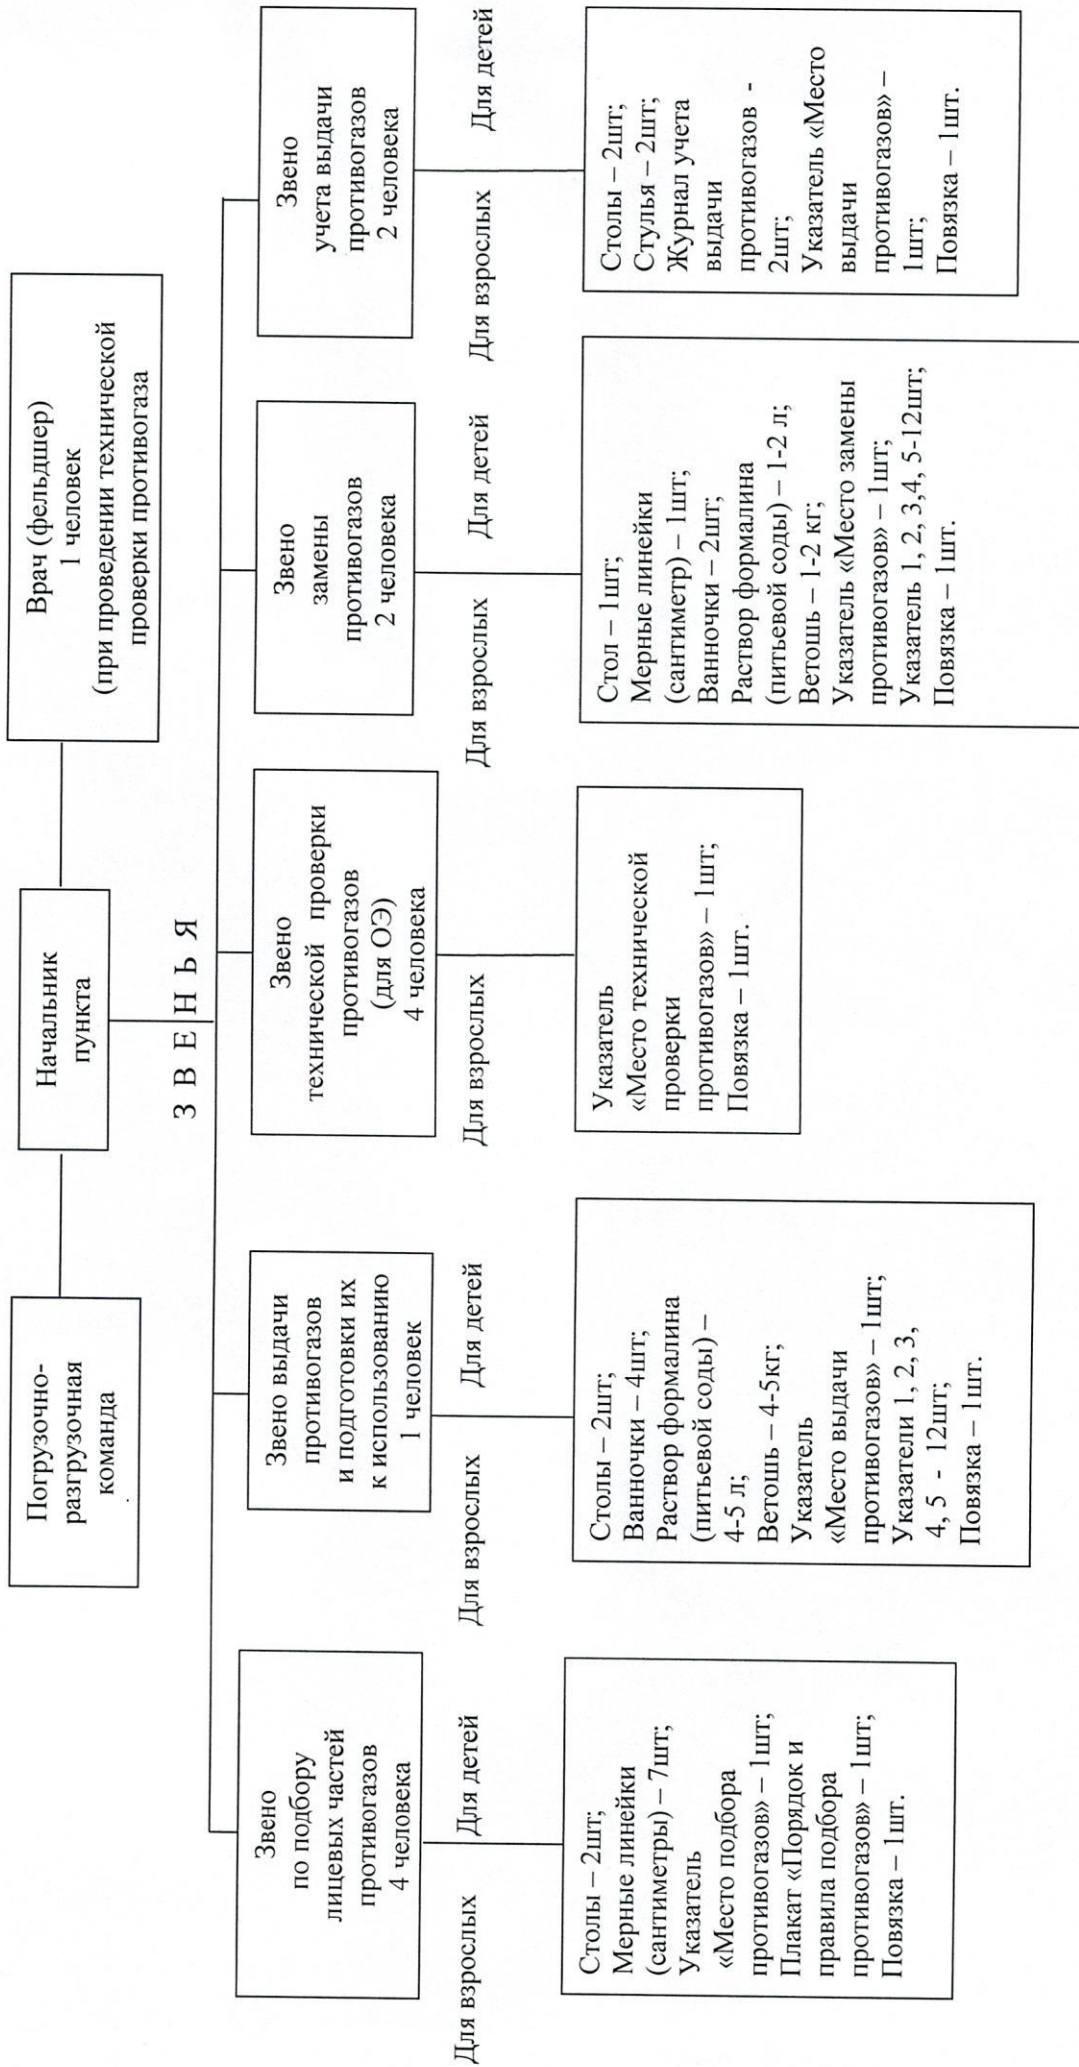 Погрузочно-
разгрузочная
команда
Начальник
пункта
Врач (фельдшер)
1 человек
(при проведении технической
проверки противогаза
З В Е Н Ь Я
Звено
по подбору
лицевых частей
противогазов
4 человека
Для взрослых
Для детей
Столы – 2шт;
Мерные линейки
(сантиметры) – 7шт;
Указатель
«Место подбора
противогазов» – 1шт;
Плакат «Порядок и
правила подбора
противогазов» – 1шт;
Повязка – 1шт.
Звено выдачи
противогазов
и подготовки их
к использованию
1 человек
Для взрослых
Для детей
Столы – 2шт;
Ванночки – 4шт;
Раствор формалина
(питьевой соды) –
4-5 л;
Ветошь – 4-5кг;
Указатель
«Место выдачи
противогазов» – 1шт;
Указатели 1, 2, 3,
4, 5 - 12шт;
Повязка – 1шт.
Звено
технической проверки
противогазов
(для ОЭ)
4 человека
Для взрослых
Указатель
«Место технической
проверки
противогазов» – 1шт;
Повязка – 1шт.
Звено
замены
противогазов
2 человека
Для взрослых
Для детей
Стол – 1шт;
Мерные линейки
(сантиметр) – 1шт;
Ванночки – 2шт;
Раствор формалина
(питьевой соды) – 1-2 л;
Ветошь – 1-2 кг;
Указатель «Место замены
противогазов» – 1шт;
Указатель 1, 2, 3,4, 5-12шт;
Повязка – 1шт.
Звено
учета выдачи
противогазов
2 человека
Для взрослых
Для детей
Столы – 2шт;
Стулья – 2шт;
Журнал учета
выдачи
противогазов -
2шт;
Указатель «Место
выдачи
противогазов» –
1шт;
Повязка – 1шт.